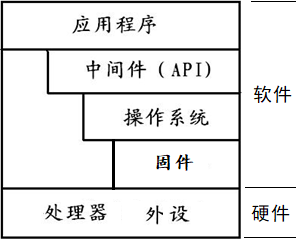 应用程序
中间件（API)
软件
操作系统
固件
处理器 外设
硬件